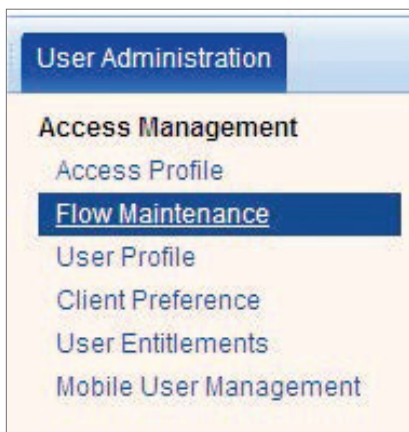 User Administration
Access Management
Access Profile
Flow Maintenance
User Profile
Client Preference
User Entitlements
Mobile User Management